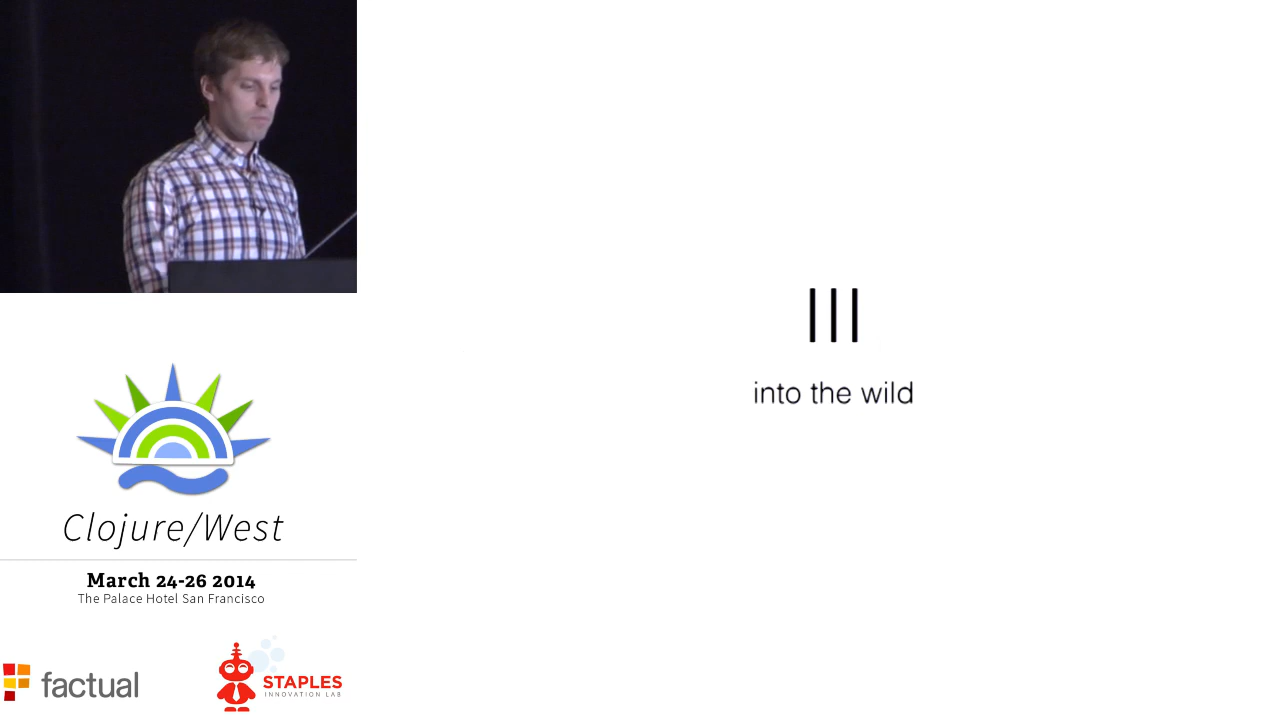 III
into the wild
Clojure/West
March 24-26 2014
The Palace Hotel San Francisco
factual
STAPLES
INNOVATION LAB